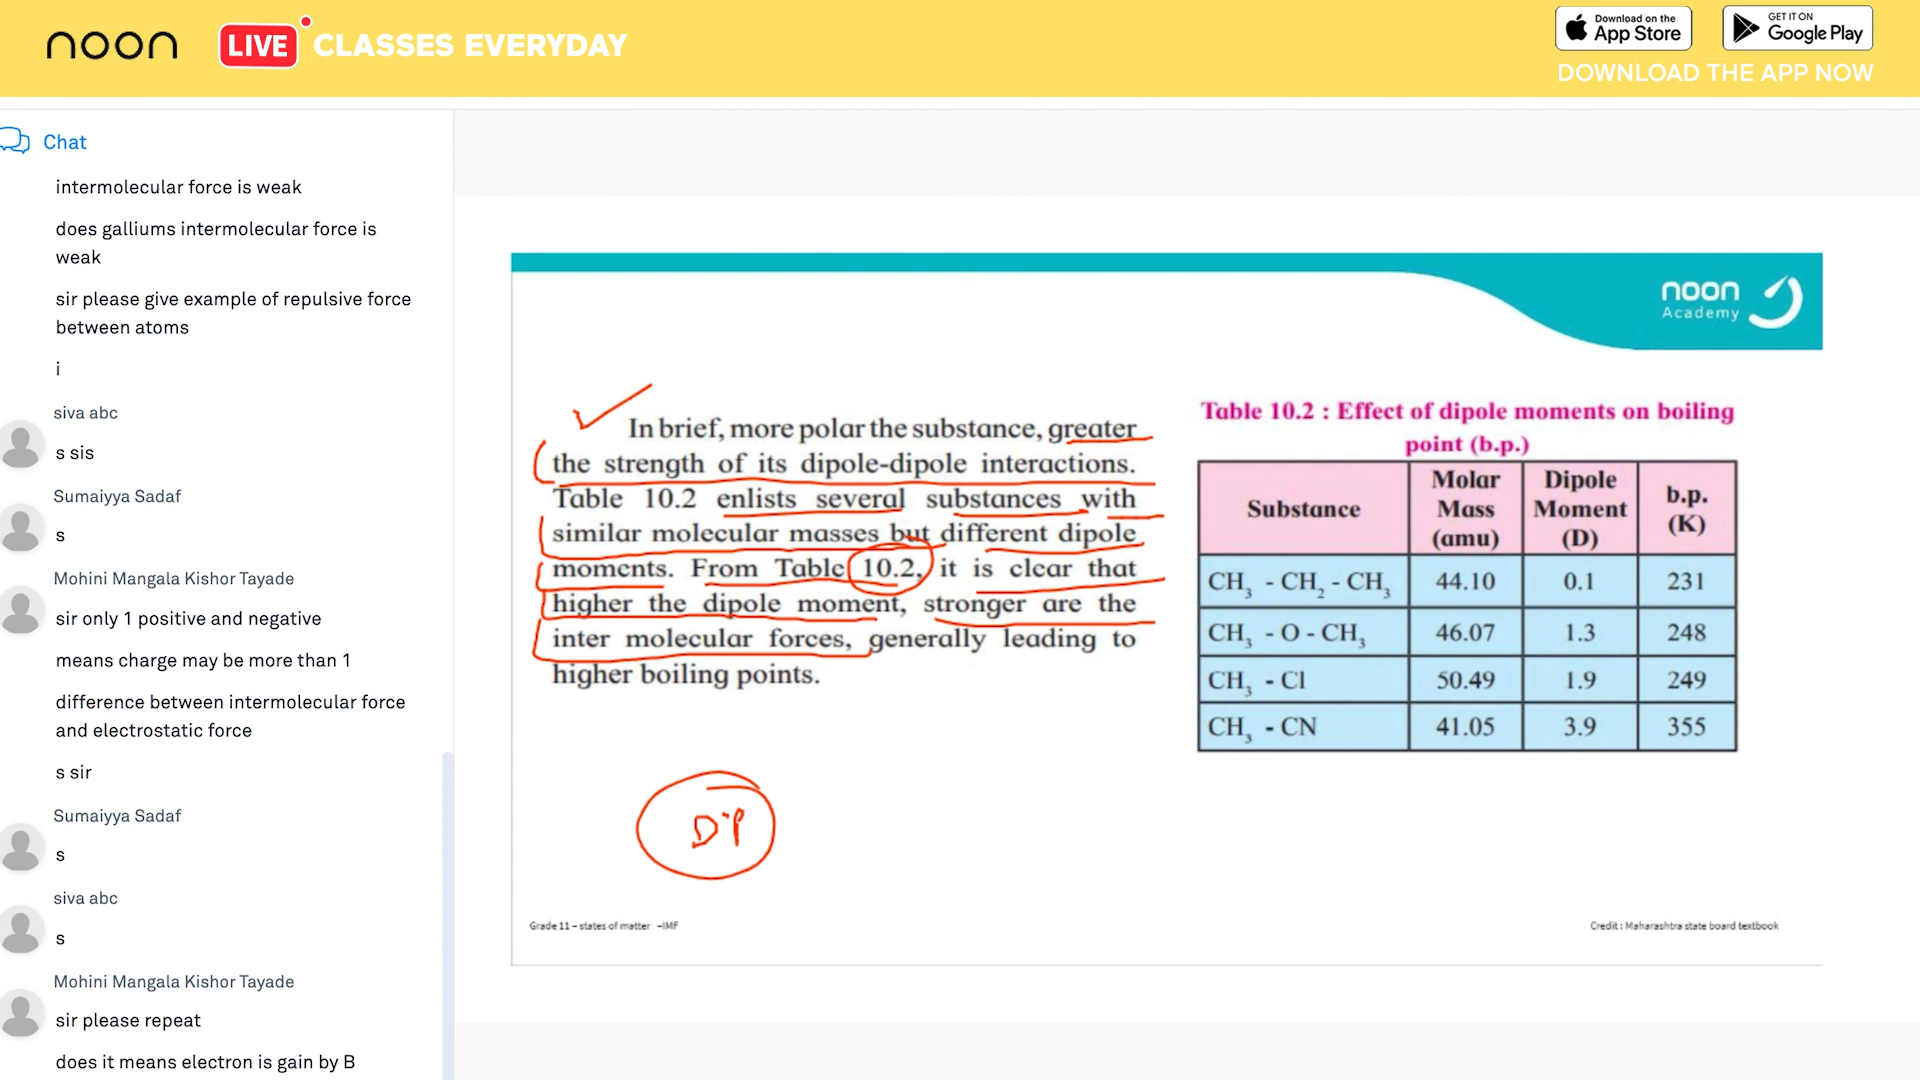 noon LIVE CLASSES EVERYDAY
Download on the App Store
GET IT ON Google Play
DOWNLOAD THE APP NOW
Chat
intermolecular force is weak
does galliums intermolecular force is
weak
sir please give example of repulsive force
between atoms
i
siva abc
s sis
Sumaiyya Sadaf
s
Mohini Mangala Kishor Tayade
sir only 1 positive and negative
means charge may be more than 1
difference between intermolecular force
and electrostatic force
s sir
Sumaiyya Sadaf
s
siva abc
s
Mohini Mangala Kishor Tayade
sir please repeat
does it means electron is gain by B
noon
Academy
In brief, more polar the substance, greater
the strength of its dipole-dipole interactions.
Table 10.2 enlists several substances with
similar molecular masses but different dipole
moments. From Table 10.2, it is clear that
higher the dipole moment, stronger are the
inter molecular forces, generally leading to
higher boiling points.
Dip
Table 10.2 : Effect of dipole moments on boiling
point (b.p.)
Substance Molar Mass (amu) Dipole Moment (D) b.p. (K)
CH₃ - CH₂ - CH₃ 44.10 0.1 231
CH₃ - O - CH₃ 46.07 1.3 248
CH₃ - Cl 50.49 1.9 249
CH₃ - CN 41.05 3.9 355
Grade 11 – states of matter –IMF
Credit : Maharashtra state board textbook